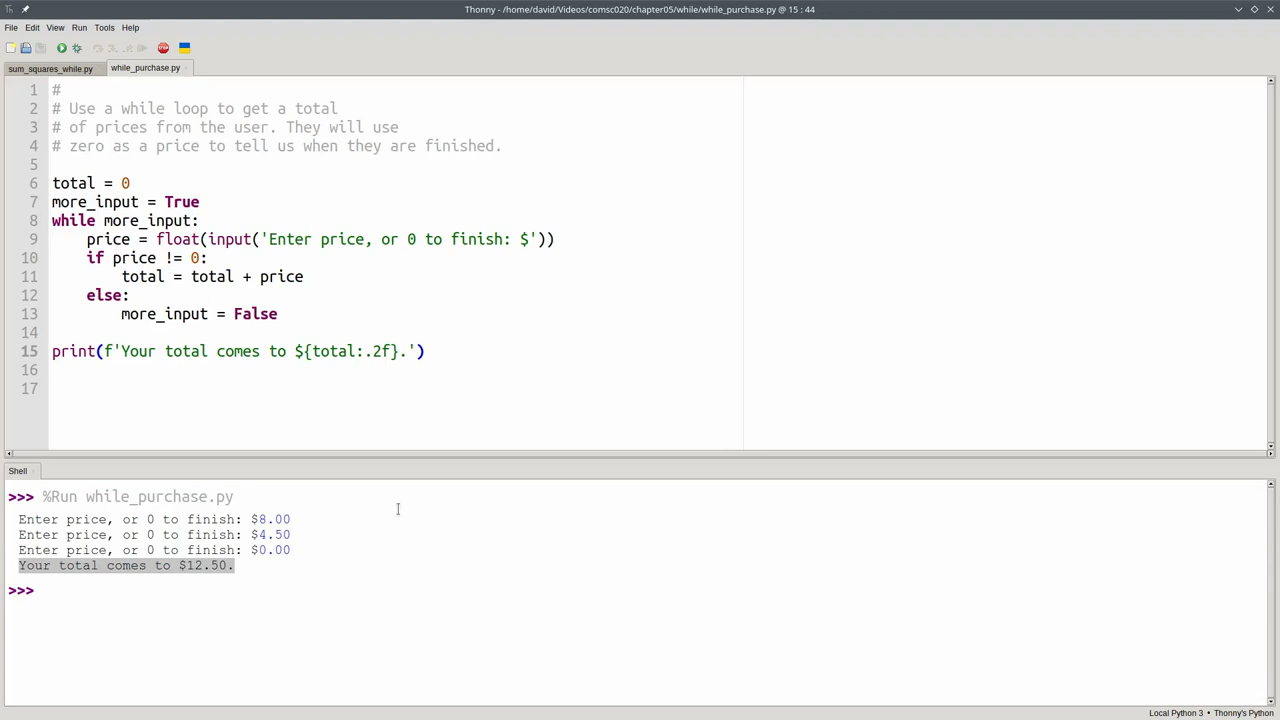 Thonny - /home/david/Videos/comsc020/chapter05/while/while_purchase.py @ 15 : 44
File Edit View Run Tools Help
sum_squares_while.py while_purchase.py
1 #
2 # Use a while loop to get a total
3 # of prices from the user. They will use
4 # zero as a price to tell us when they are finished.
5
6 total = 0
7 more_input = True
8 while more_input:
9     price = float(input('Enter price, or 0 to finish: $'))
10     if price != 0:
11         total = total + price
12     else:
13         more_input = False
14
15 print(f'Your total comes to ${total:.2f}.')
16
17
Shell
>>> %Run while_purchase.py
Enter price, or 0 to finish: $8.00
Enter price, or 0 to finish: $4.50
Enter price, or 0 to finish: $0.00
Your total comes to $12.50.
>>>
Local Python 3 • Thonny's Python